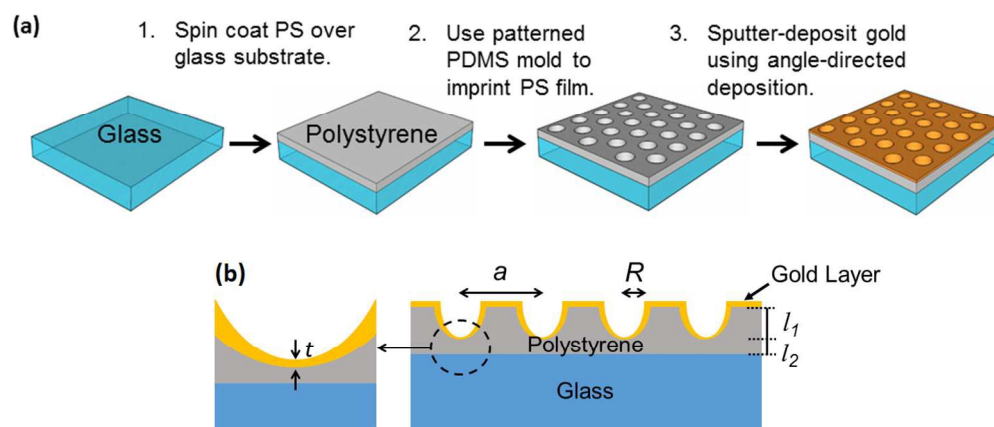 (a)
1. Spin coat PS over
glass substrate.
2. Use patterned
PDMS mold to
imprint PS film.
3. Sputter-deposit gold
using angle-directed
deposition.
Glass
Polystyrene
(b)
t
a
R
Gold Layer
l1
l2
Polystyrene
Glass